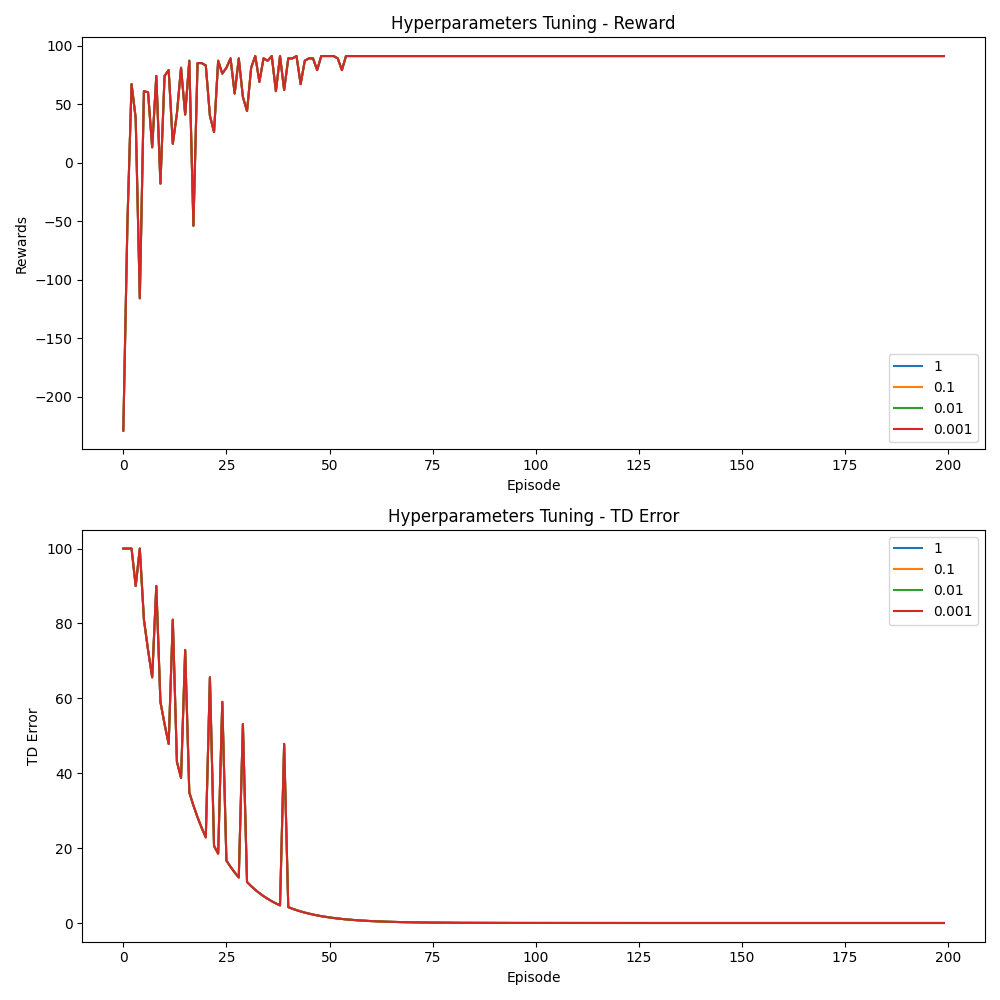 Hyperparameters Tuning - Reward
100
50
0
−50
−100
−150
−200
Rewards
1
0.1
0.01
0.001
0 25 50 75 100 125 150 175 200
Episode
Hyperparameters Tuning - TD Error
100
80
60
40
20
0
TD Error
1
0.1
0.01
0.001
0 25 50 75 100 125 150 175 200
Episode